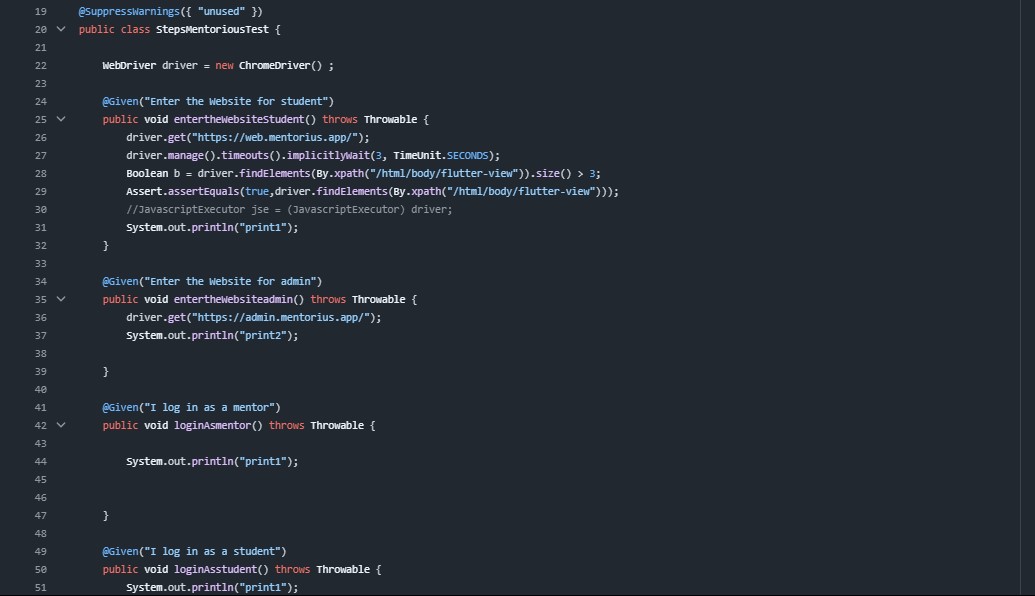 19 @SuppressWarnings({ "unused" })
20 public class StepsMentoriousTest {
21
22 WebDriver driver = new ChromeDriver() ;
23
24 @Given("Enter the Website for student")
25 public void entertheWebsiteStudent() throws Throwable {
26 driver.get("https://web.mentorius.app/");
27 driver.manage().timeouts().implicitlyWait(3, TimeUnit.SECONDS);
28 Boolean b = driver.findElements(By.xpath("/html/body/flutter-view")).size() > 3;
29 Assert.assertEquals(true,driver.findElements(By.xpath("/html/body/flutter-view")));
30 //JavascriptExecutor jse = (JavascriptExecutor) driver;
31 System.out.println("print1");
32 }
33
34 @Given("Enter the Website for admin")
35 public void entertheWebsiteadmin() throws Throwable {
36 driver.get("https://admin.mentorius.app/");
37 System.out.println("print2");
38
39 }
40
41 @Given("I log in as a mentor")
42 public void loginAsmentor() throws Throwable {
43
44 System.out.println("print1");
45
46
47 }
48
49 @Given("I log in as a student")
50 public void loginAsstudent() throws Throwable {
51 System.out.println("print1");